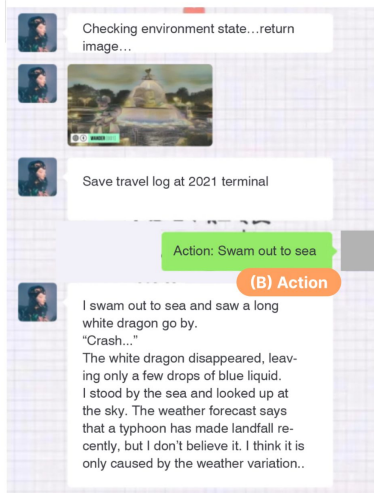 Checking environment state…return
image…
Save travel log at 2021 terminal
Action: Swam out to sea
(B) Action
I swam out to sea and saw a long
white dragon go by.
“Crash...”
The white dragon disappeared, leav-
ing only a few drops of blue liquid.
I stood by the sea and looked up at
the sky. The weather forecast says
that a typhoon has made landfall re-
cently, but I don’t believe it. I think it is
only caused by the weather variation..